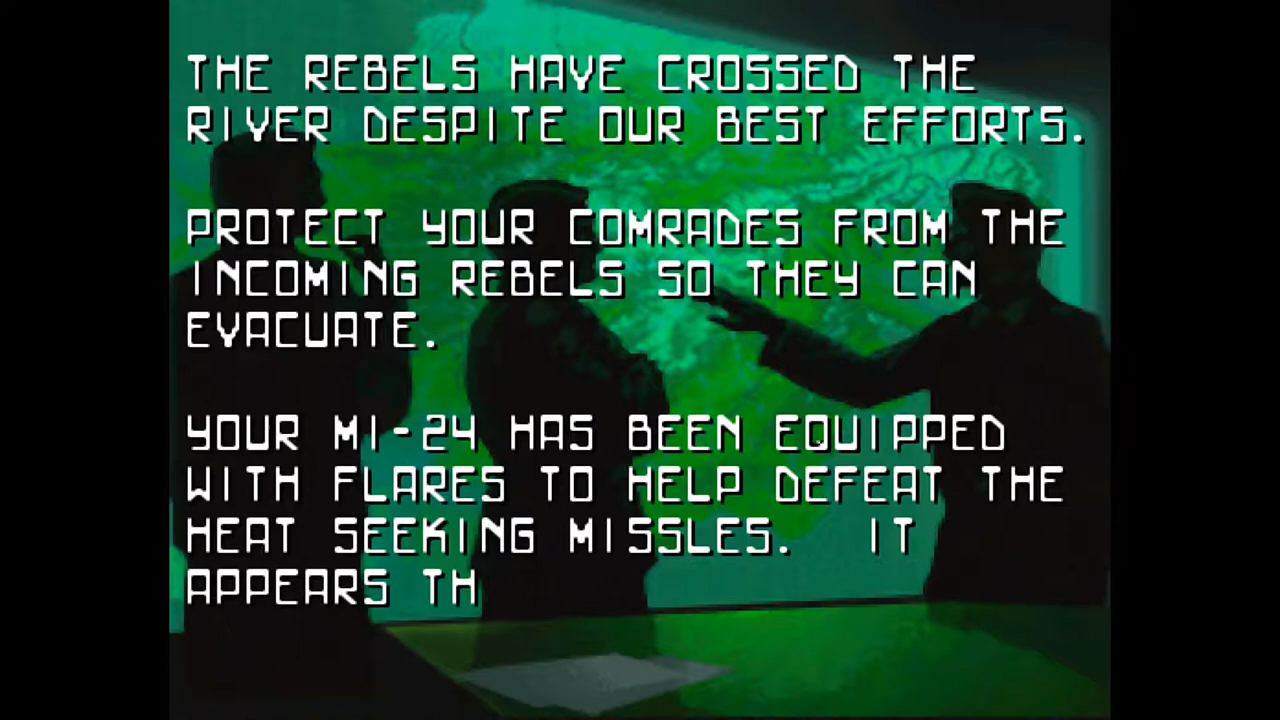 THE REBELS HAVE CROSSED THE
RIVER DESPITE OUR BEST EFFORTS.
PROTECT YOUR COMRADES FROM THE
INCOMING REBELS SO THEY CAN
EVACUATE.
YOUR MI-24 HAS BEEN EQUIPPED
WITH FLARES TO HELP DEFEAT THE
HEAT SEEKING MISSLES. IT
APPEARS TH